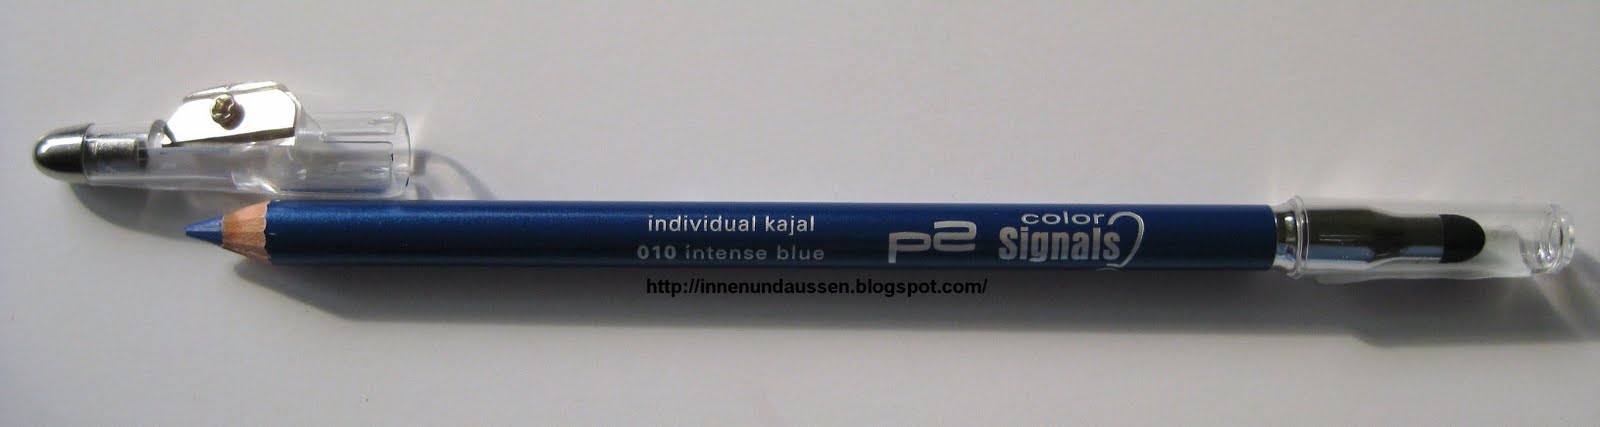 individual kajal
010 intense blue
p2
color
Signals
http://innenundaussen.blogspot.com/